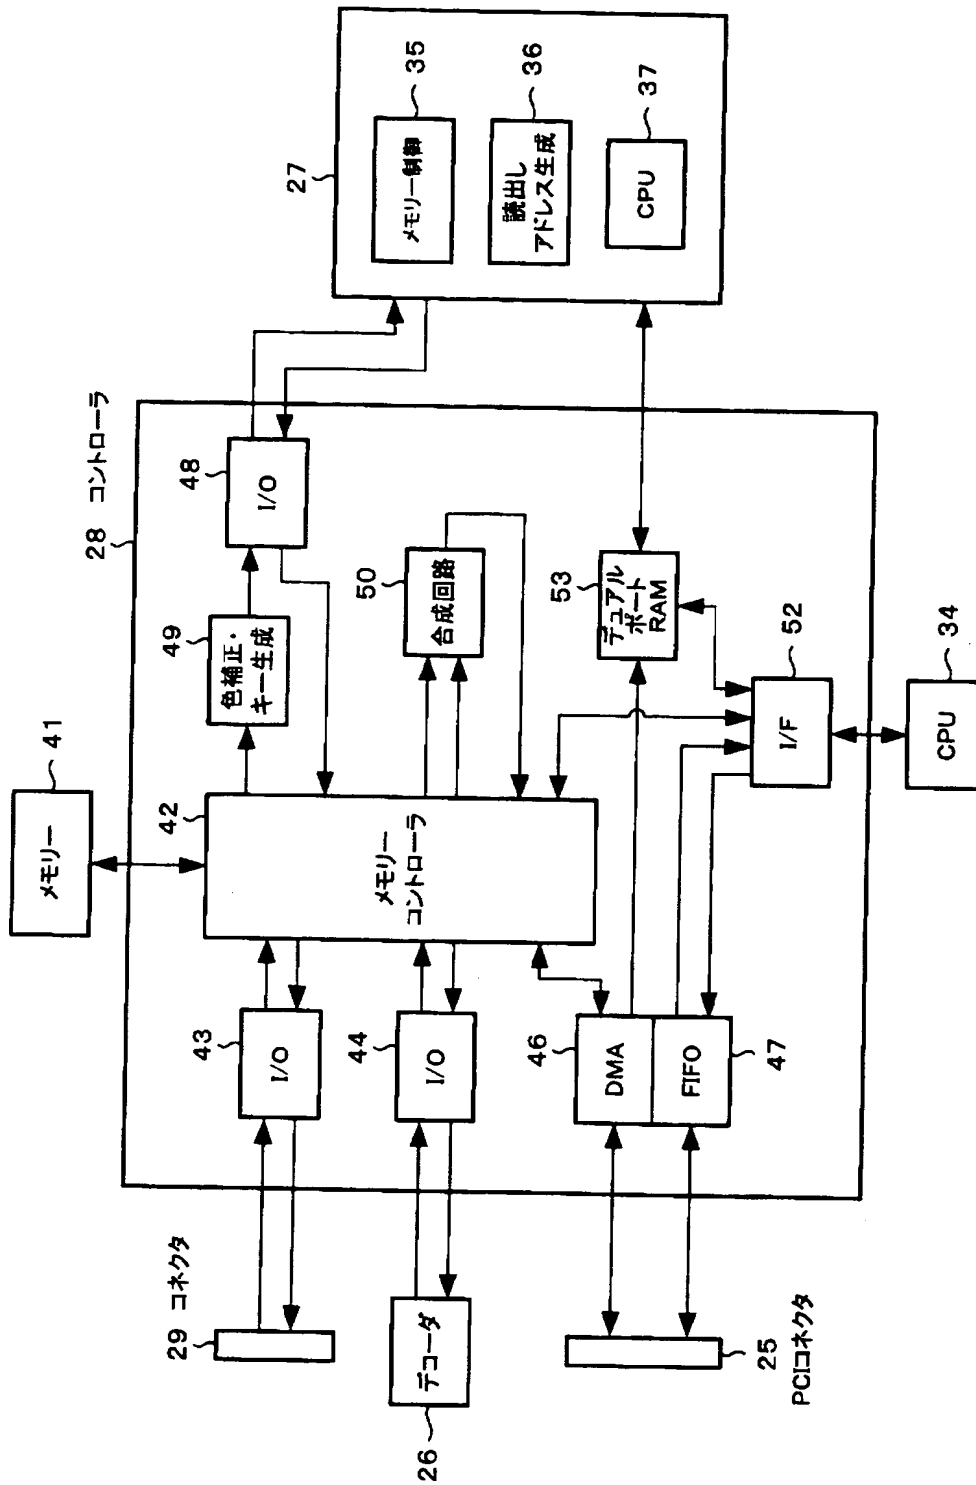 メモリー
41
28 コントローラ
27
メモリー制御
35
読出し
アドレス生成
36
CPU
37
48
I/O
49
色補正・
キー生成
42
メモリー
コントローラ
50
合成回路
53
デュアル
ポート
RAM
52
I/F
34
CPU
43
I/O
44
I/O
46
DMA
FIFO
47
29 コネクタ
デコーダ
26
25
PCIコネクタ